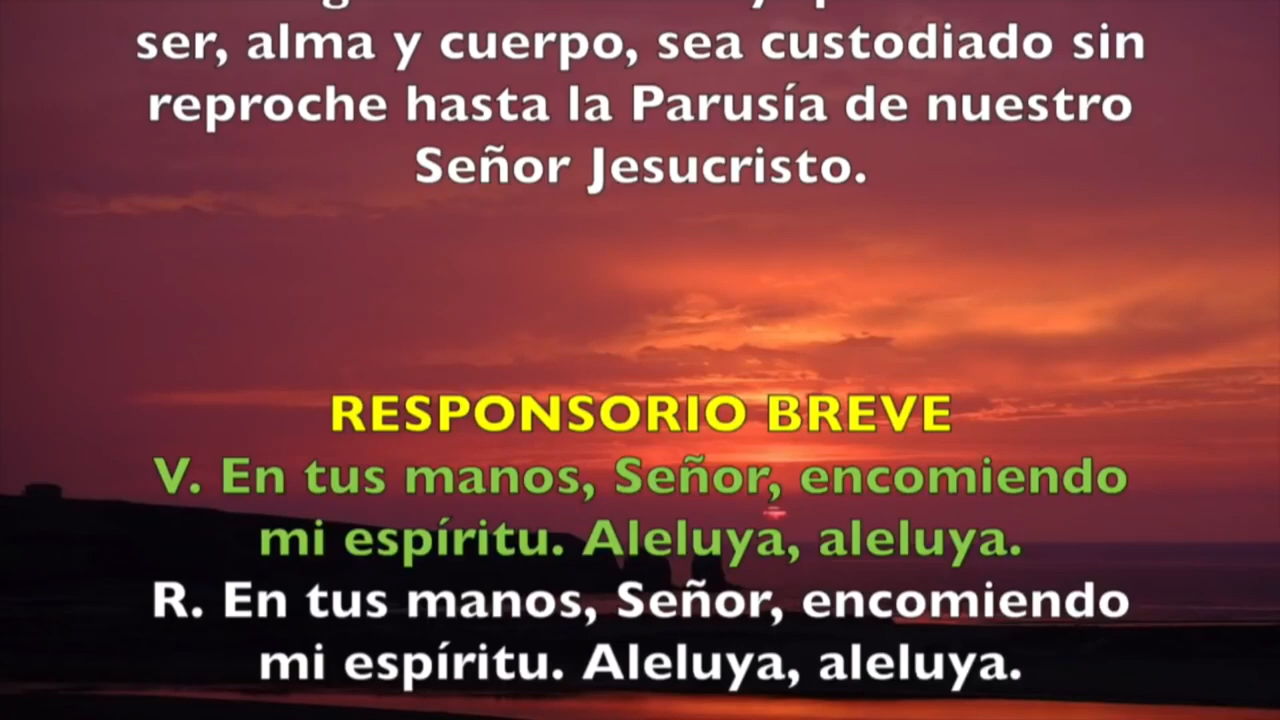 ser, alma y cuerpo, sea custodiado sin
reproche hasta la Parusía de nuestro
Señor Jesucristo.
RESPONSORIO BREVE
V. En tus manos, Señor, encomiendo
mi espíritu. Aleluya, aleluya.
R. En tus manos, Señor, encomiendo
mi espíritu. Aleluya, aleluya.